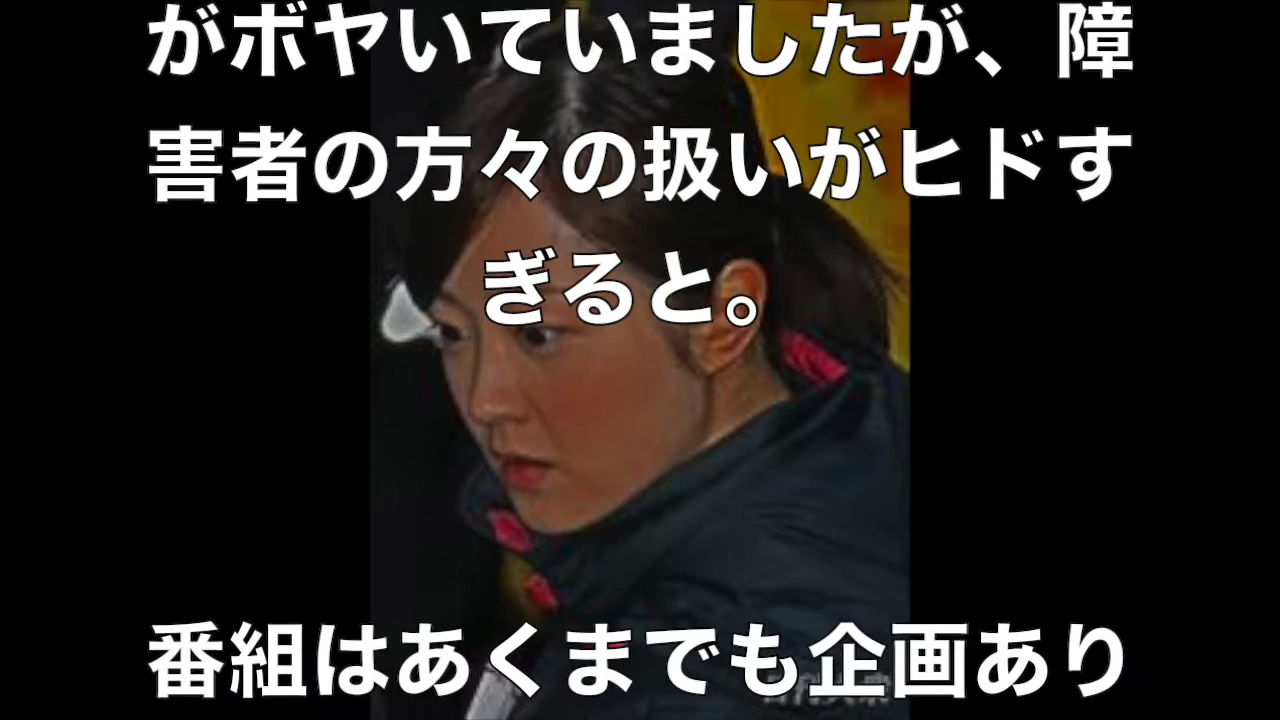 がボヤいていましたが、障
害者の方々の扱いがヒドす
ぎると。
番組はあくまでも企画あり